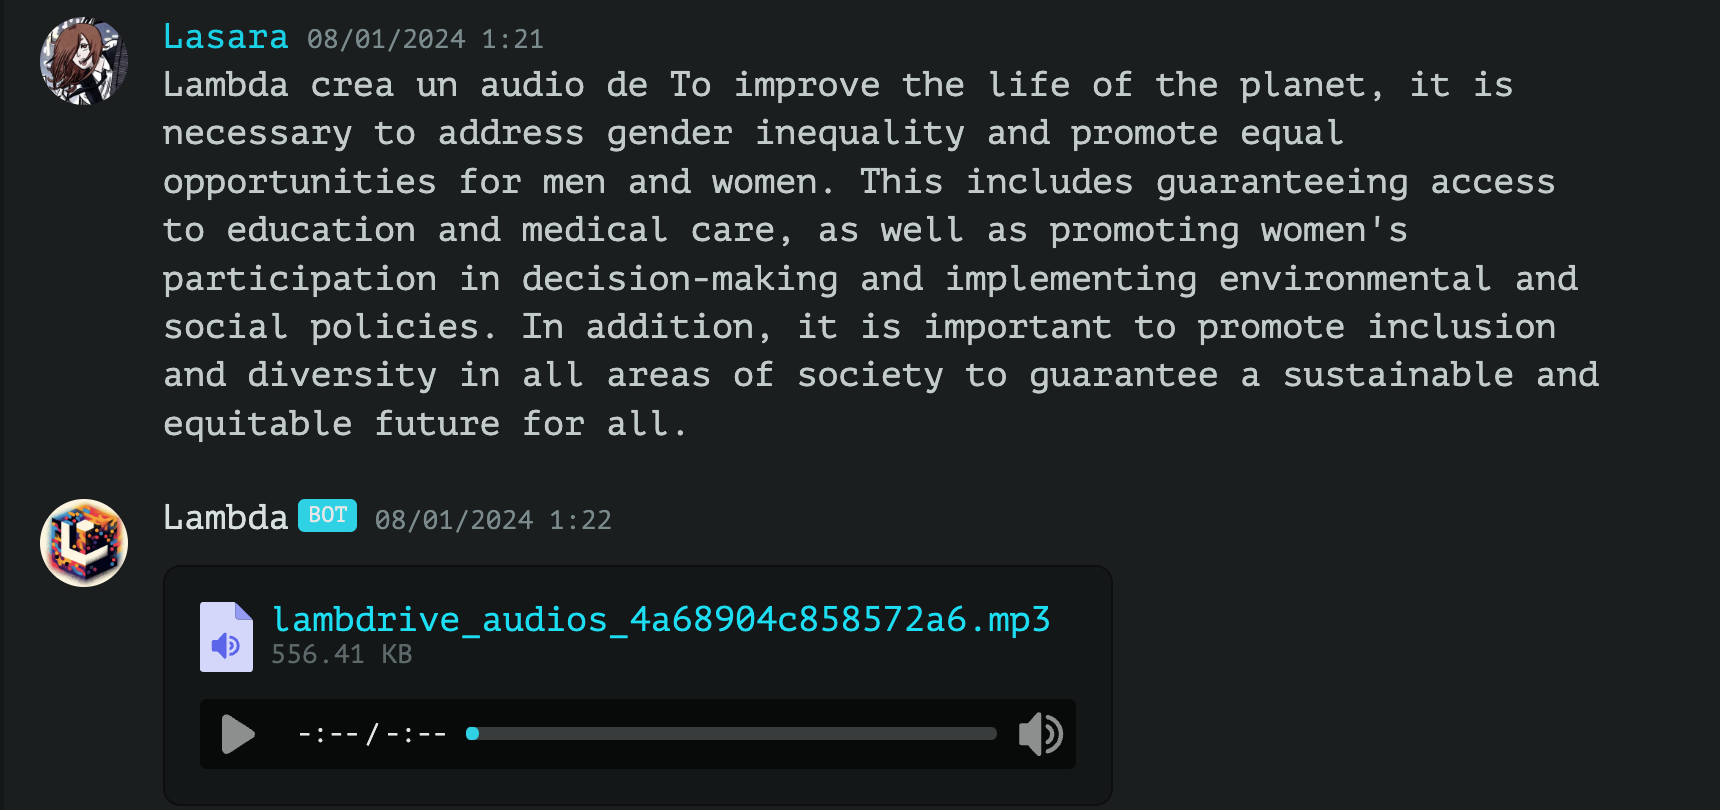 Lasara 08/01/2024 1:21
Lambda crea un audio de To improve the life of the planet, it is
necessary to address gender inequality and promote equal
opportunities for men and women. This includes guaranteeing access
to education and medical care, as well as promoting women's
participation in decision-making and implementing environmental and
social policies. In addition, it is important to promote inclusion
and diversity in all areas of society to guarantee a sustainable and
equitable future for all.
Lambda BOT 08/01/2024 1:22
lambdrive_audios_4a68904c858572a6.mp3
556.41 KB
-:--/-:--